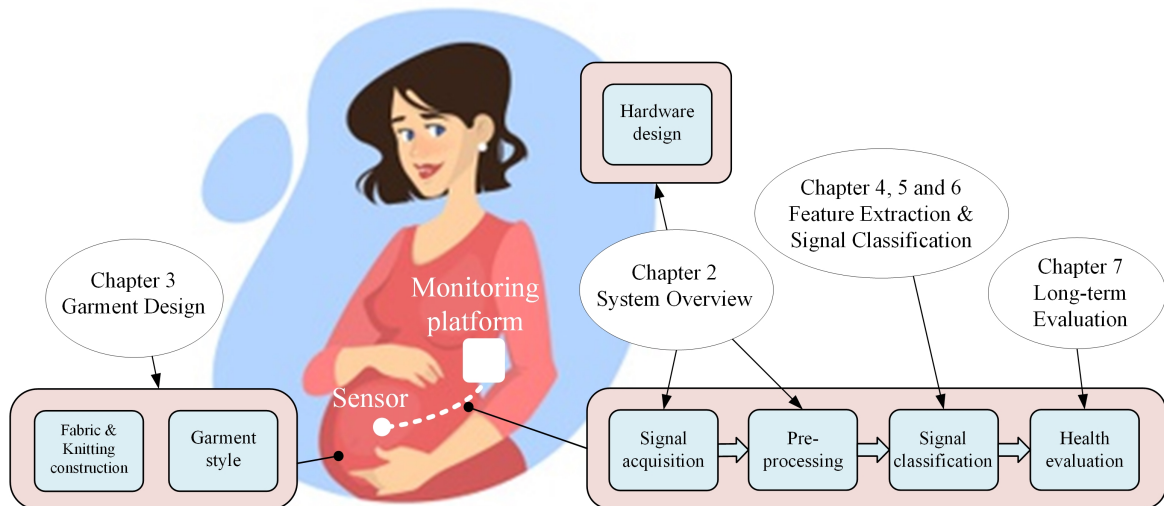 Hardware
design
Chapter 4, 5 and 6
Feature Extraction &
Signal Classification
Chapter 3
Garment Design
Chapter 2
System Overview
Chapter 7
Long-term
Evaluation
Monitoring
platform
Sensor
Fabric &
Knitting
construction
Garment
style
Signal
acquisition
Pre-
processing
Signal
classification
Health
evaluation